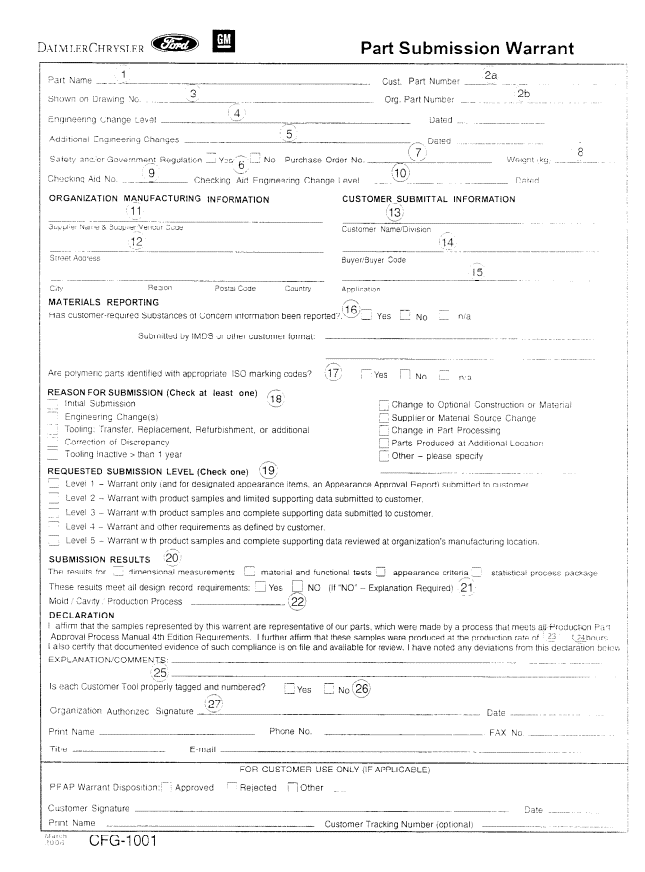 DAIMLERCHRYSLER Ford GM Part Submission Warrant
Part Name 1 Cust. Part Number 2a
Shown on Drawing No. 3 Org. Part Number 2b
Engineering Change Level 4 Dated
Additional Engineering Changes 5 Dated
Safety and/or Government Regulation Yes 6 No Purchase Order No. 7 Weight (kg) 8
Checking Aid No. 9 Checking Aid Engineering Change Level 10 Dated
ORGANIZATION MANUFACTURING INFORMATION CUSTOMER SUBMITTAL INFORMATION
11 13
Supplier Name & Supplier/Vendor Code Customer Name/Division
12 14
Street Address Buyer/Buyer Code
15
City Region Postal Code Country Application
MATERIALS REPORTING
Has customer-required Substances of Concern information been reported? 16 Yes No n/a
Submitted by IMDS or other customer format:
Are polymeric parts identified with appropriate ISO marking codes? 17 Yes No n/a
REASON FOR SUBMISSION (Check at least one) 18
Initial Submission Change to Optional Construction or Material
Engineering Change(s) Supplier or Material Source Change
Tooling: Transfer, Replacement, Refurbishment, or additional Change in Part Processing
Correction of Discrepancy Parts Produced at Additional Location
Tooling Inactive > than 1 year Other – please specify
REQUESTED SUBMISSION LEVEL (Check one) 19
Level 1 – Warrant only (and for designated appearance items, an Appearance Approval Report) submitted to customer.
Level 2 – Warrant with product samples and limited supporting data submitted to customer.
Level 3 – Warrant with product samples and complete supporting data submitted to customer.
Level 4 – Warrant and other requirements as defined by customer.
Level 5 – Warrant with product samples and complete supporting data reviewed at organization's manufacturing location.
SUBMISSION RESULTS 20
The results for dimensional measurements material and functional tests appearance criteria statistical process package
These results meet all design record requirements: Yes NO (If "NO" – Explanation Required) 21
Mold / Cavity / Production Process 22
DECLARATION
I affirm that the samples represented by this warrant are representative of our parts, which were made by a process that meets all Production Part
Approval Process Manual 4th Edition Requirements. I further affirm that these samples were produced at the production rate of 23 / 24 hours.
I also certify that documented evidence of such compliance is on file and available for review. I have noted any deviations from this declaration below.
EXPLANATION/COMMENTS:
25
Is each Customer Tool properly tagged and numbered? Yes No 26
Organization Authorized Signature 27 Date
Print Name Phone No. FAX No.
Title E-mail
FOR CUSTOMER USE ONLY (IF APPLICABLE)
PPAP Warrant Disposition: Approved Rejected Other
Customer Signature Date
Print Name Customer Tracking Number (optional)
March
CFG-1001